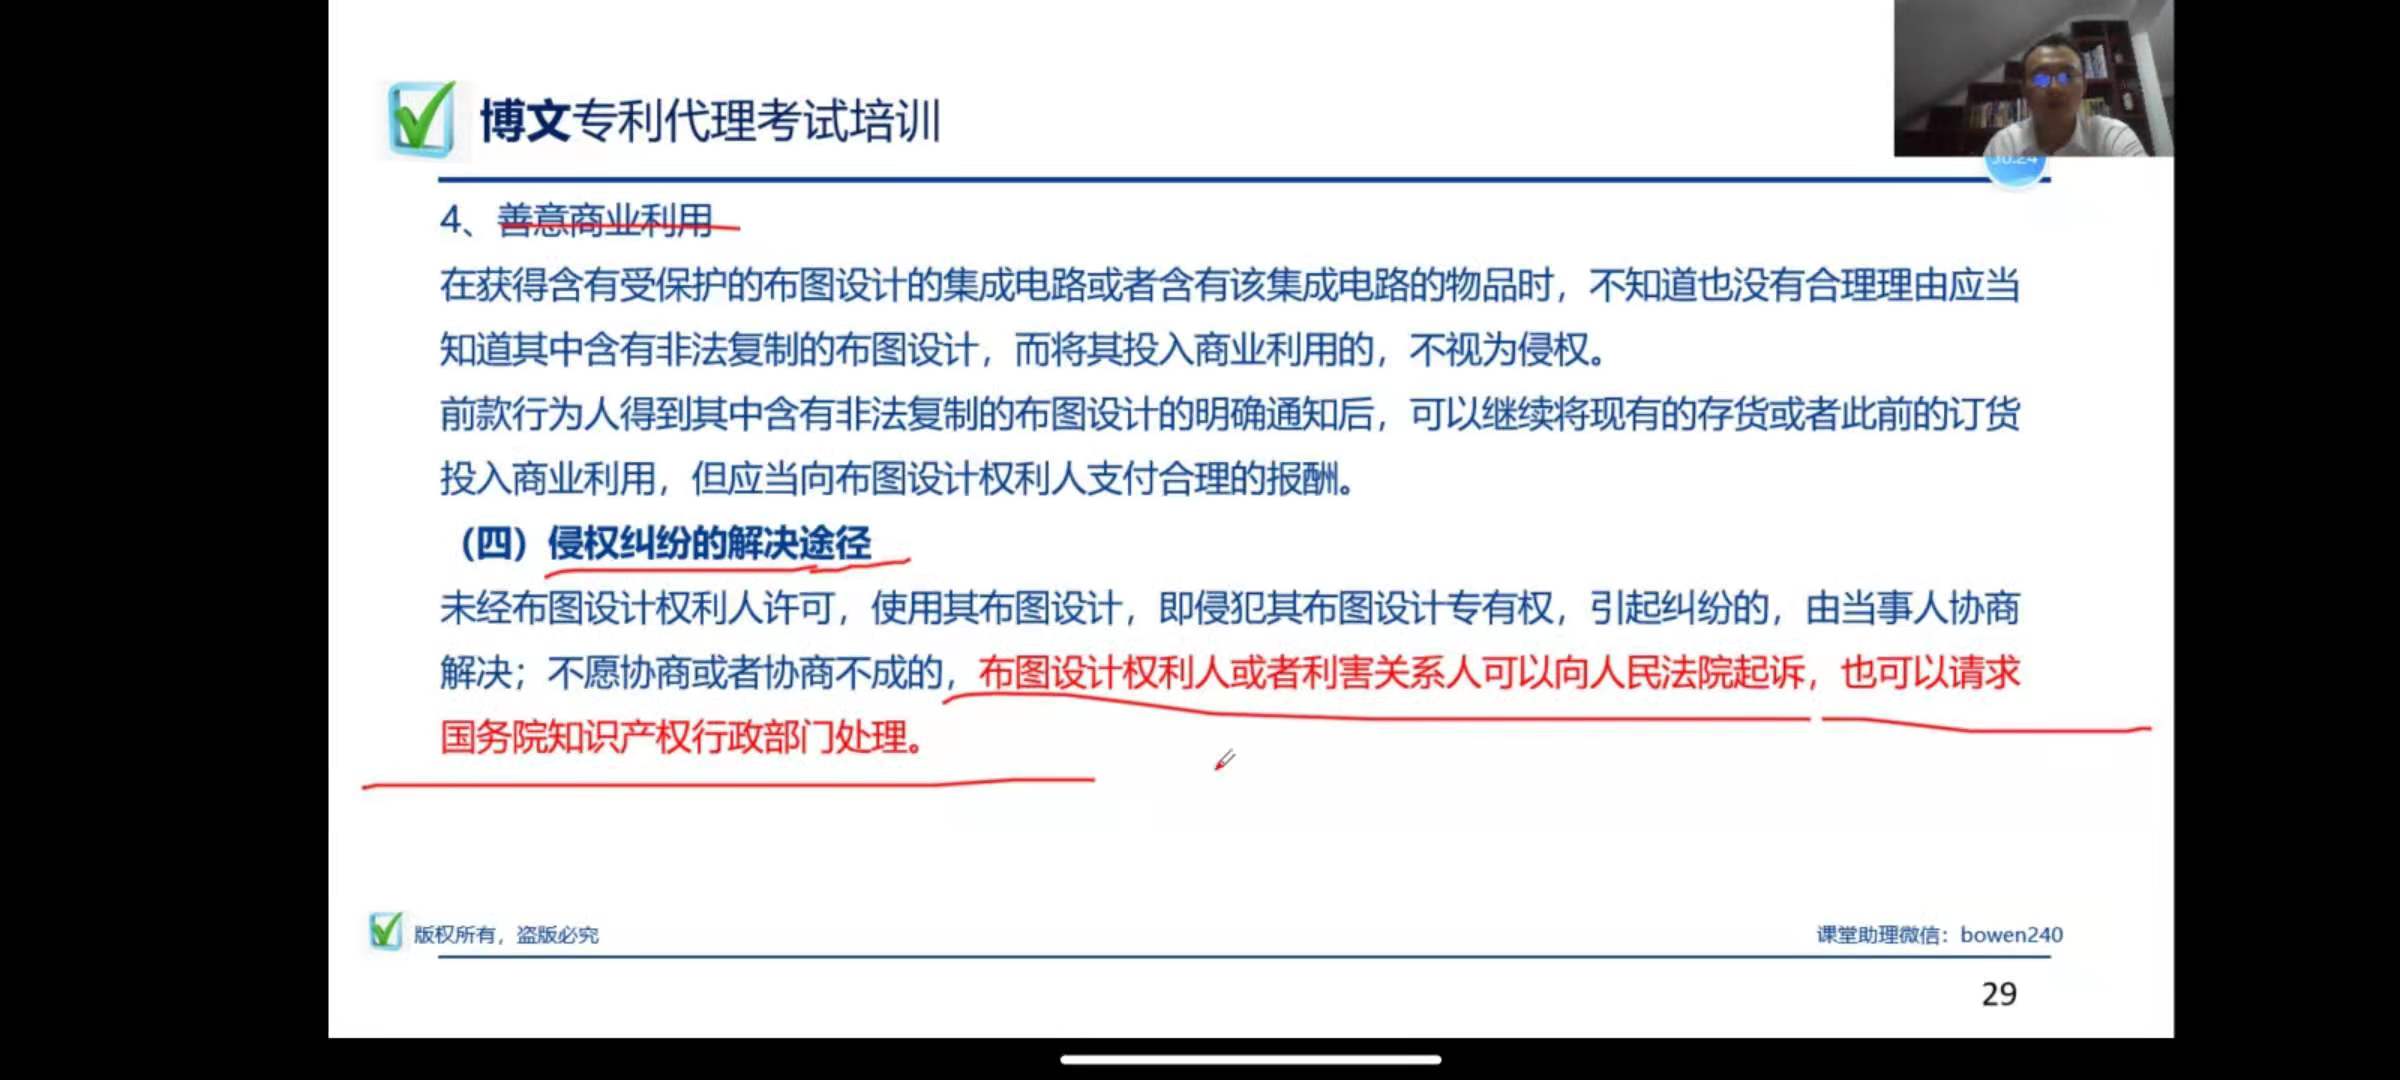 博文专利代理考试培训
4、善意商业利用
在获得含有受保护的布图设计的集成电路或者含有该集成电路的物品时，不知道也没有合理理由应当
知道其中含有非法复制的布图设计，而将其投入商业利用的，不视为侵权。
前款行为人得到其中含有非法复制的布图设计的明确通知后，可以继续将现有的存货或者此前的订货
投入商业利用，但应当向布图设计权利人支付合理的报酬。
（四）侵权纠纷的解决途径
未经布图设计权利人许可，使用其布图设计，即侵犯其布图设计专有权，引起纠纷的，由当事人协商
解决；不愿协商或者协商不成的，布图设计权利人或者利害关系人可以向人民法院起诉，也可以请求
国务院知识产权行政部门处理。
版权所有，盗版必究
课堂助理微信：bowen240
29